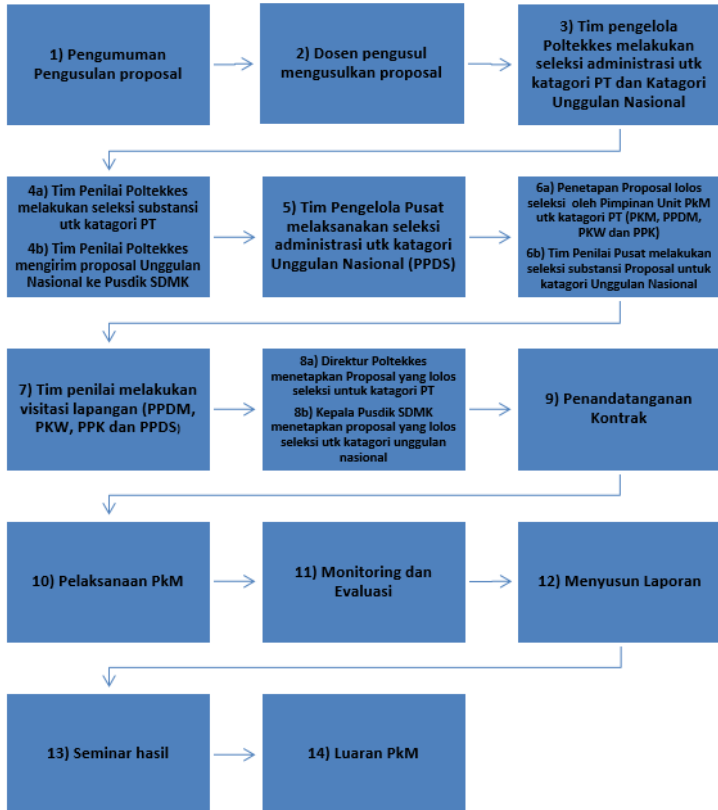 1) Pengumuman
Pengusulan proposal
2) Dosen pengusul
mengusulkan proposal
3) Tim pengelola
Poltekkes melakukan
seleksi administrasi utk
katagori PT dan Katagori
Unggulan Nasional
4a) Tim Penilai Poltekkes
melakukan seleksi substansi
utk katagori PT
4b) Tim Penilai Poltekkes
mengirim proposal Unggulan
Nasional ke Pusdik SDMK
5) Tim Pengelola Pusat
melaksanakan seleksi
administrasi utk katagori
Unggulan Nasional (PPDS)
6a) Penetapan Proposal lolos
seleksi oleh Pimpinan Unit PkM
utk katagori PT (PKM, PPDM,
PKW dan PPK)
6b) Tim Penilai Pusat melakukan
seleksi substansi Proposal untuk
katagori Unggulan Nasional
7) Tim penilai melakukan
visitasi lapangan (PPDM,
PKW, PPK dan PPDS)
8a) Direktur Poltekkes
menetapkan Proposal yang lolos
seleksi untuk katagori PT
8b) Kepala Pusdik SDMK
menetapkan proposal yang lolos
seleksi utk katagori unggulan
nasional
9) Penandatanganan
Kontrak
10) Pelaksanaan PkM
11) Monitoring dan
Evaluasi
12) Menyusun Laporan
13) Seminar hasil
14) Luaran PkM